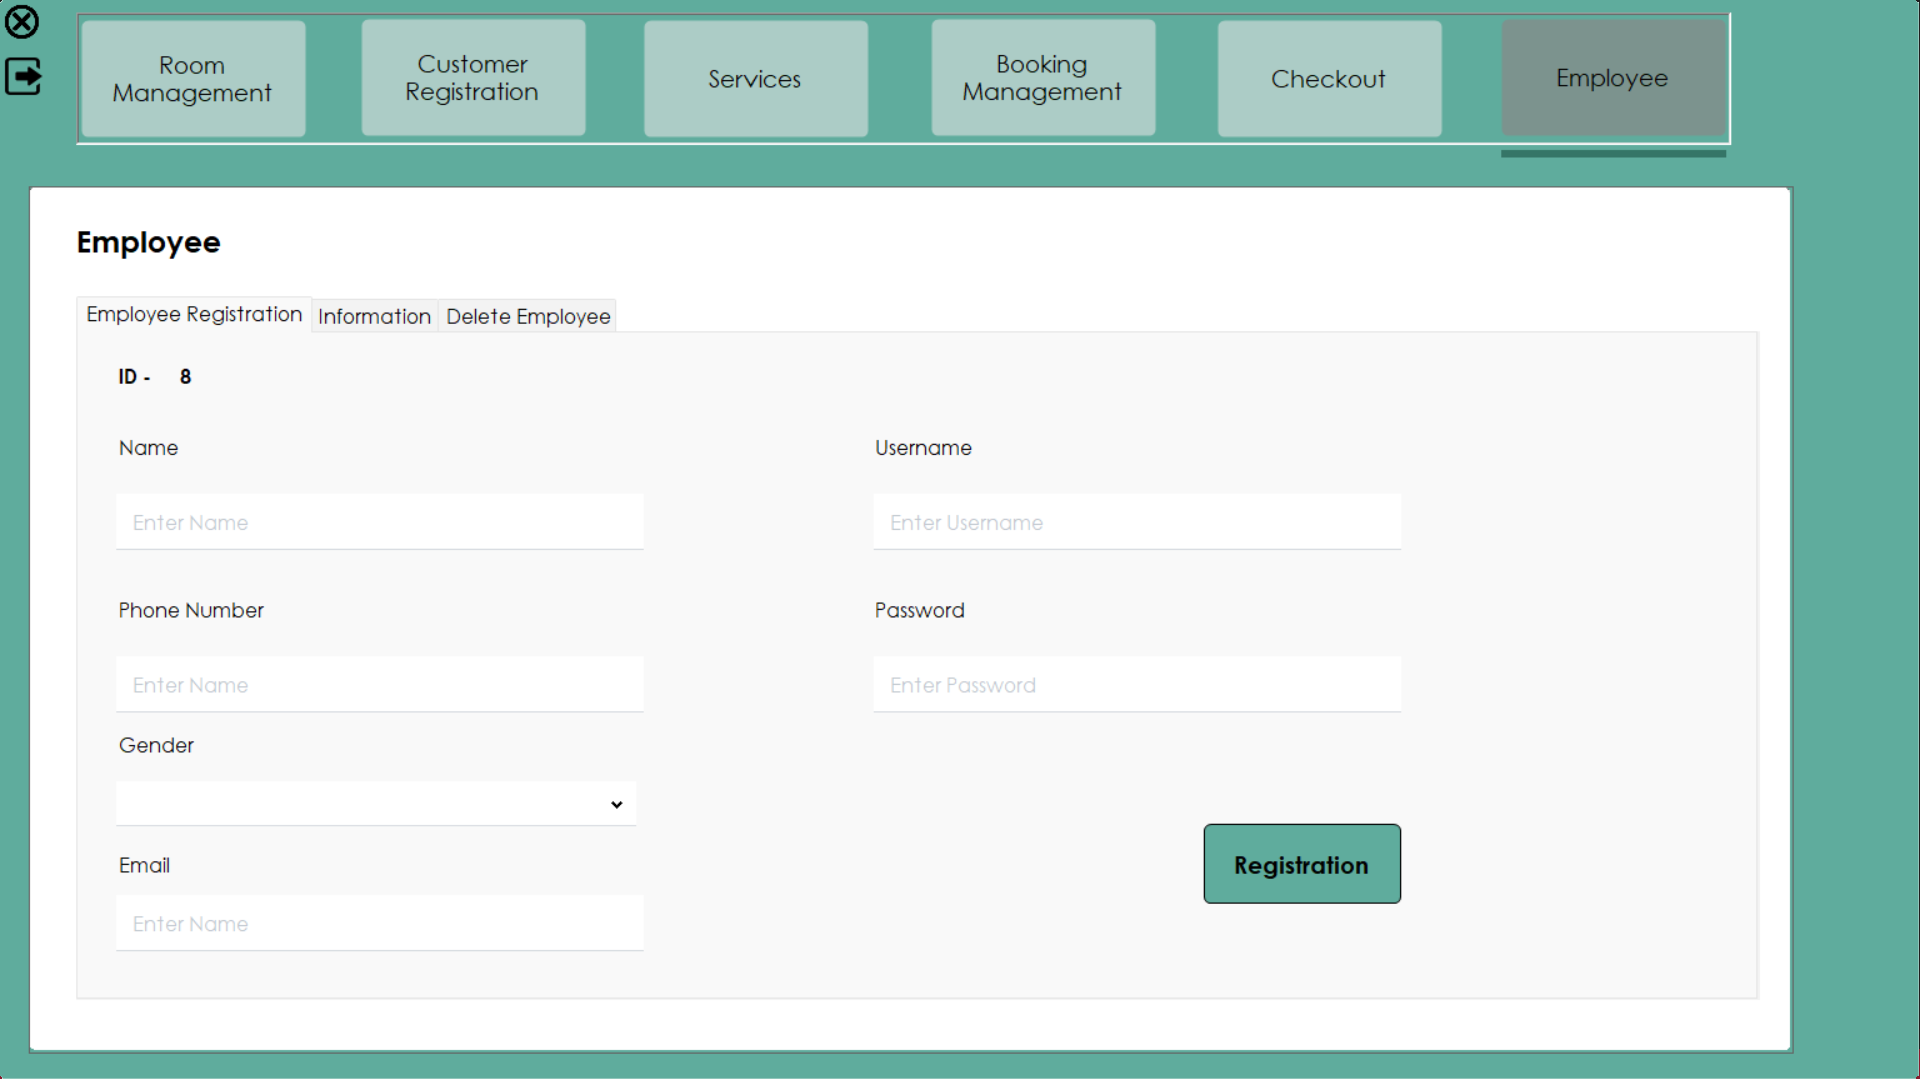 Room
Management
Customer
Registration
Services
Booking
Management
Checkout
Employee
Employee
Employee Registration
Information
Delete Employee
ID - 8
Name
Username
Enter Name
Enter Username
Phone Number
Password
Enter Name
Enter Password
Gender
Email
Registration
Enter Name